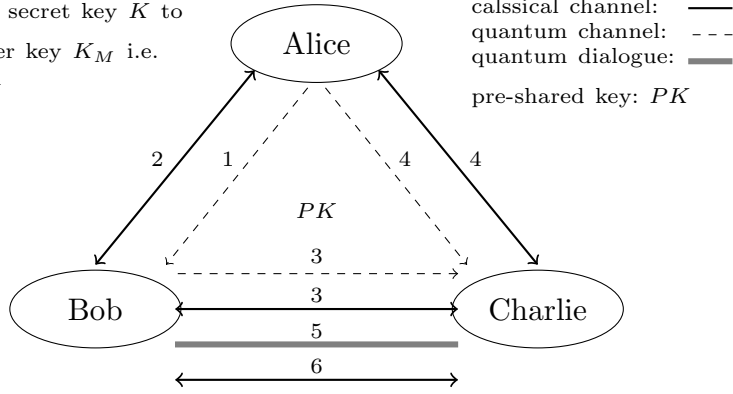 secret key K to
er key K_M i.e.
calssical channel:
quantum channel:
quantum dialogue:
pre-shared key: PK
Alice
2 1 4 4
PK
3
Bob 3 Charlie
5
6